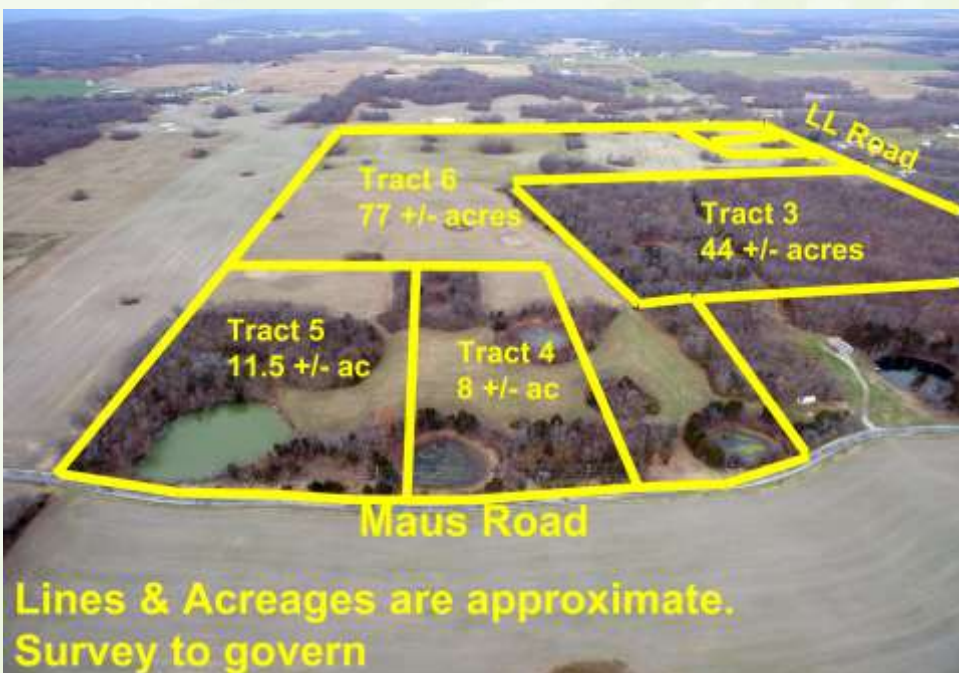 LL Road
Tract 6
77 +/- acres
Tract 3
44 +/- acres
Tract 5
11.5 +/- ac
Tract 4
8 +/- ac
Maus Road
Lines & Acreages are approximate.
Survey to govern